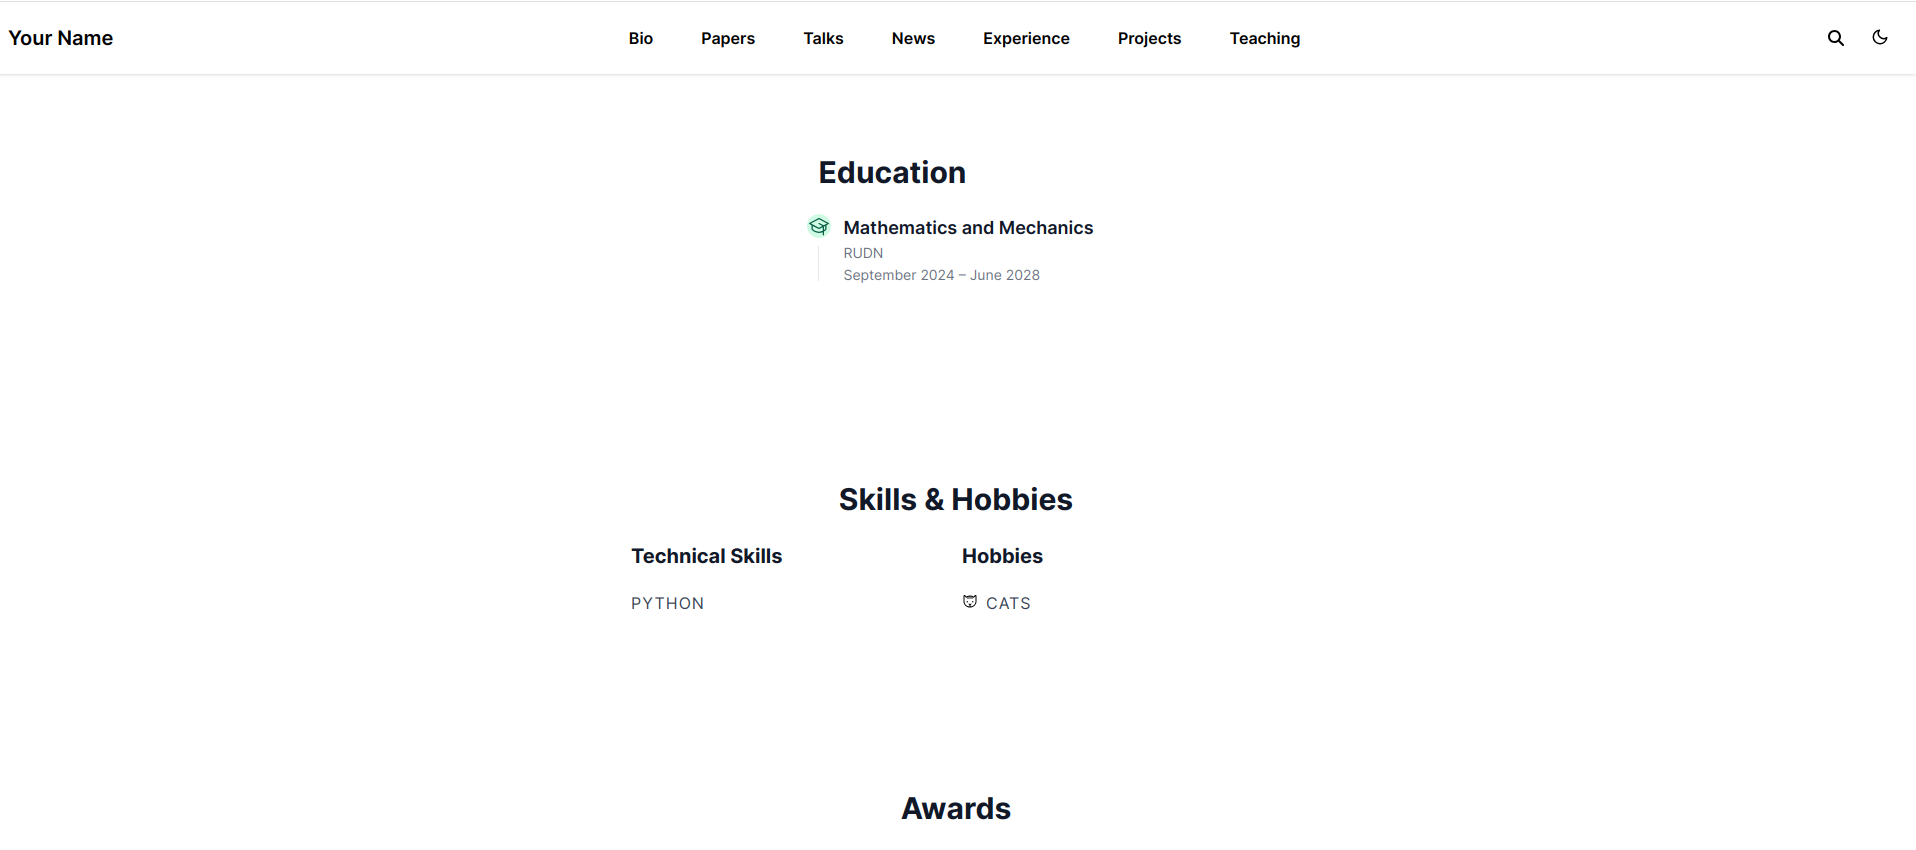 Your Name Bio Papers Talks News Experience Projects Teaching
Education
Mathematics and Mechanics
RUDN
September 2024 – June 2028
Skills & Hobbies
Technical Skills Hobbies
PYTHON CATS
Awards